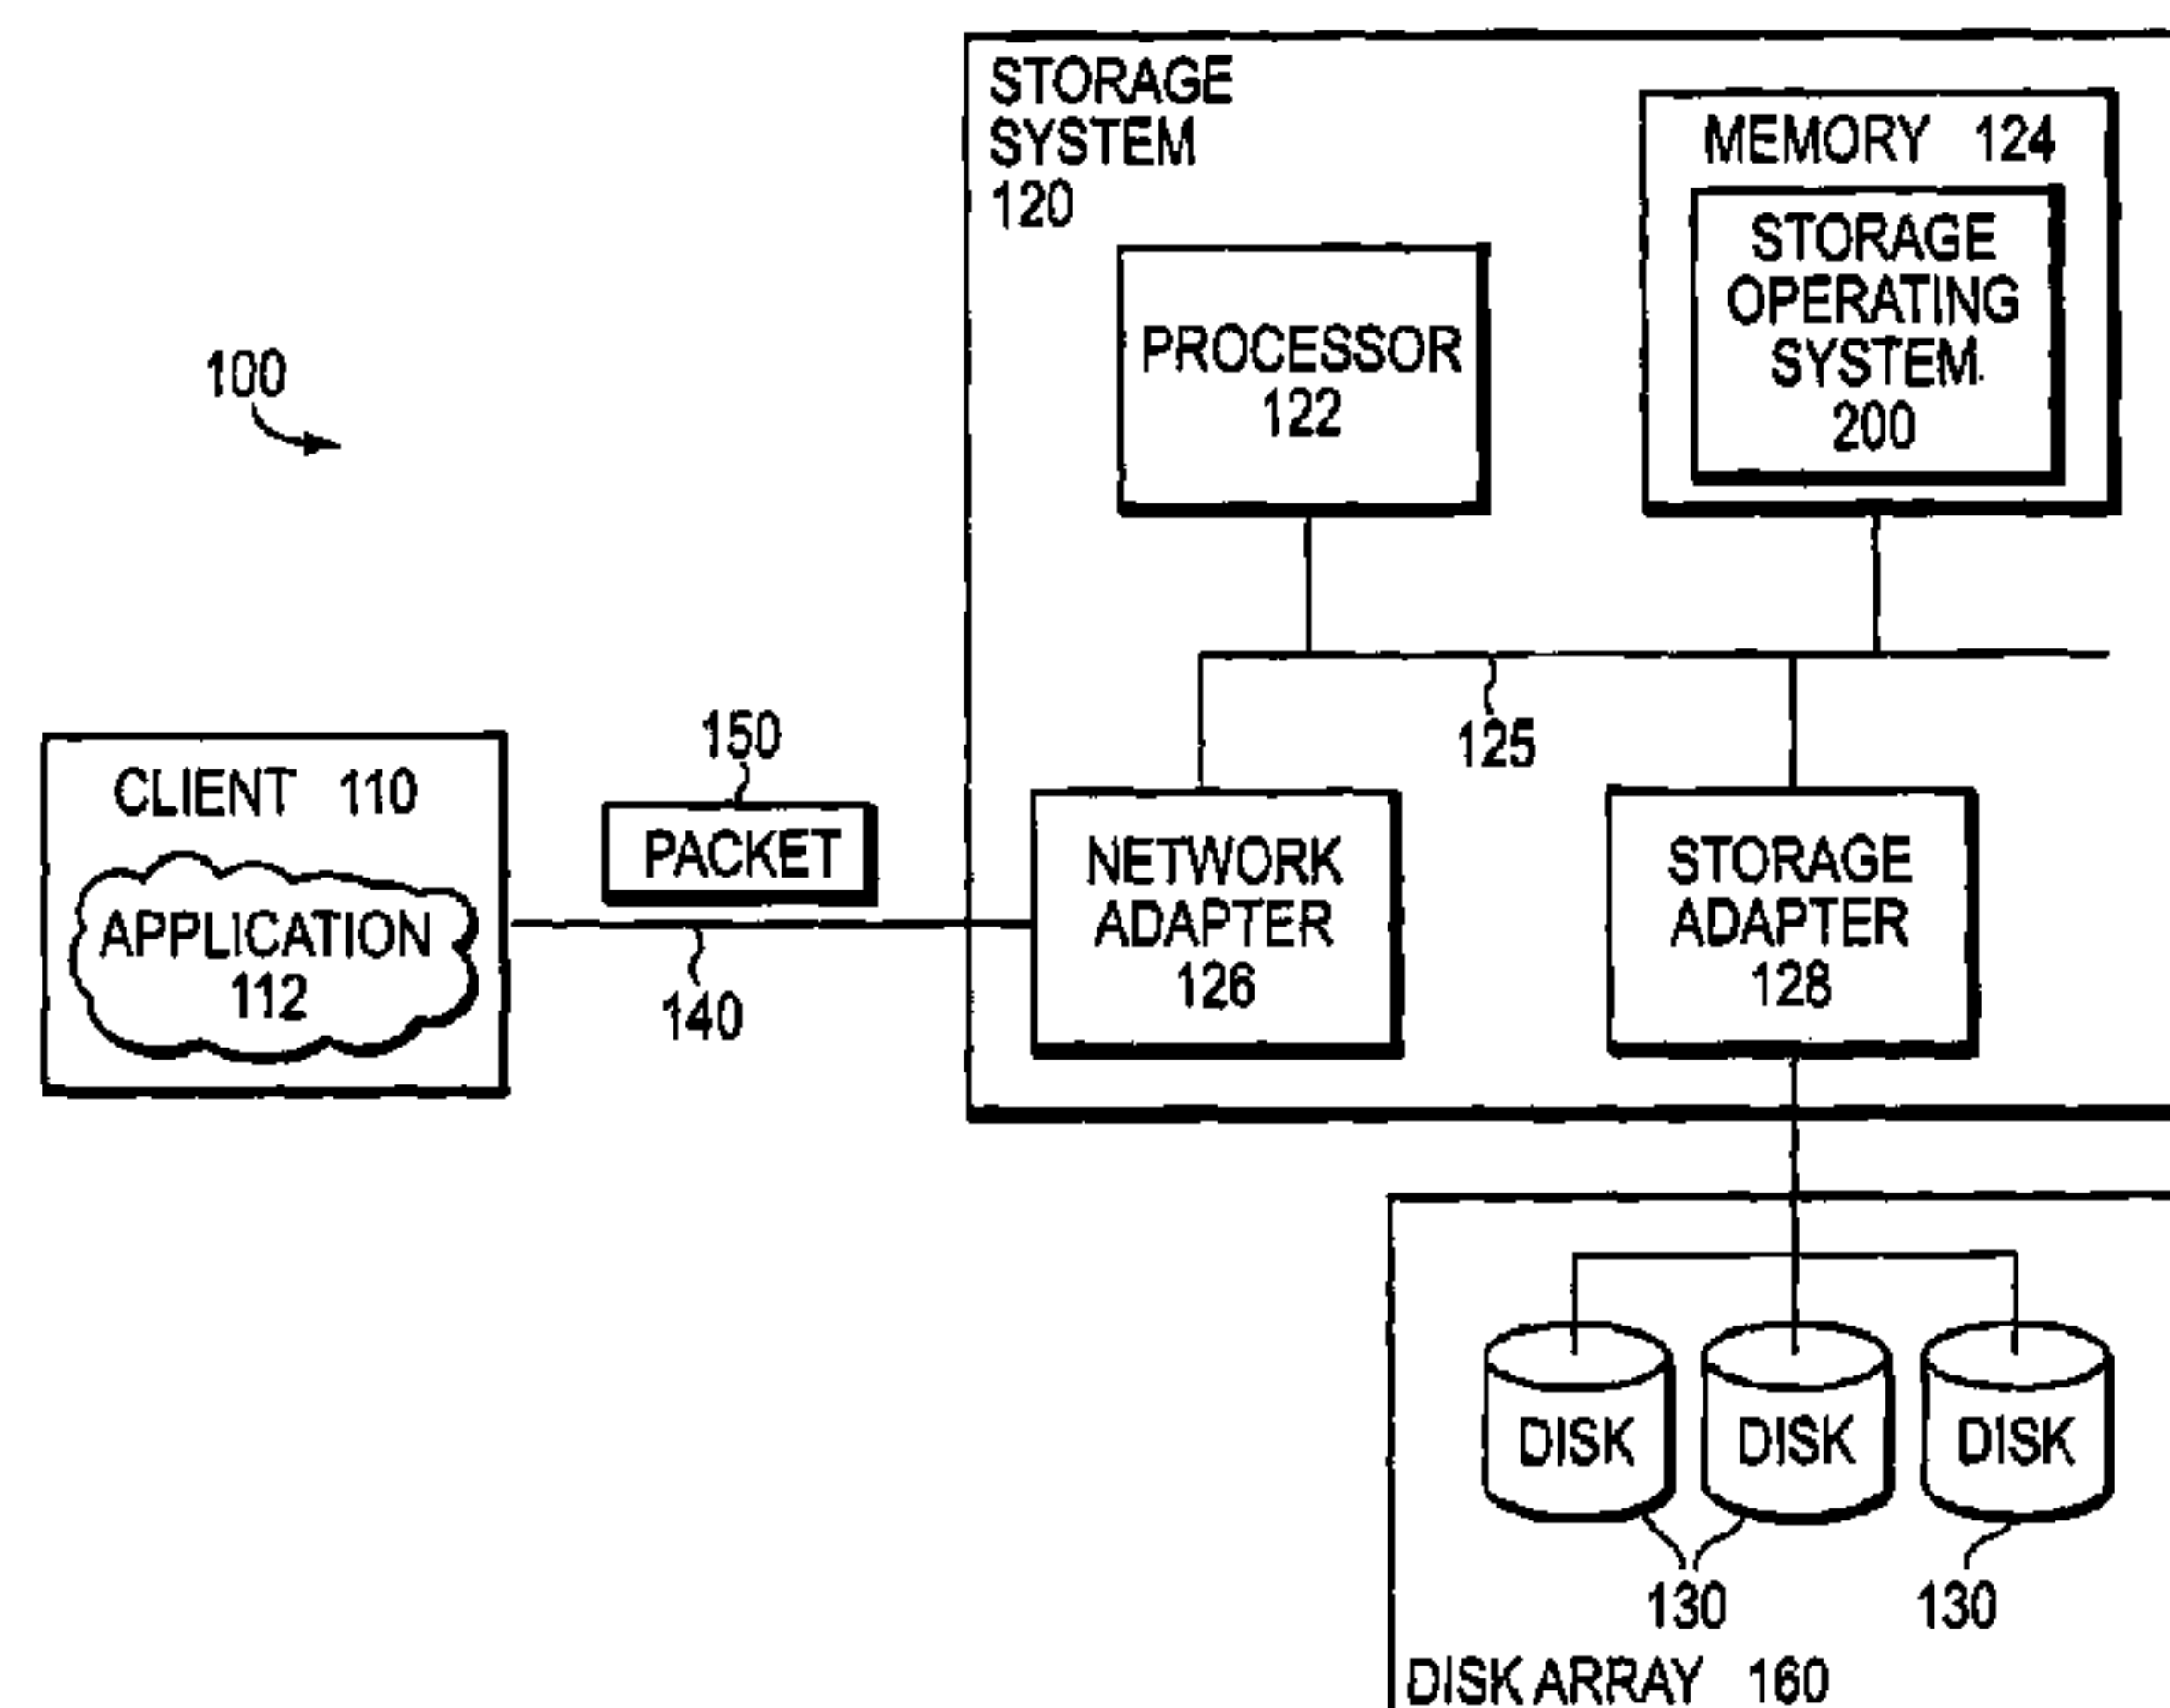 STORAGE
SYSTEM
120
MEMORY 124
STORAGE
OPERATING
SYSTEM
200
PROCESSOR
122
100
125
150
PACKET
140
CLIENT 110
APPLICATION
112
NETWORK
ADAPTER
126
STORAGE
ADAPTER
128
DISK
DISK
DISK
130
130
DISK ARRAY 160